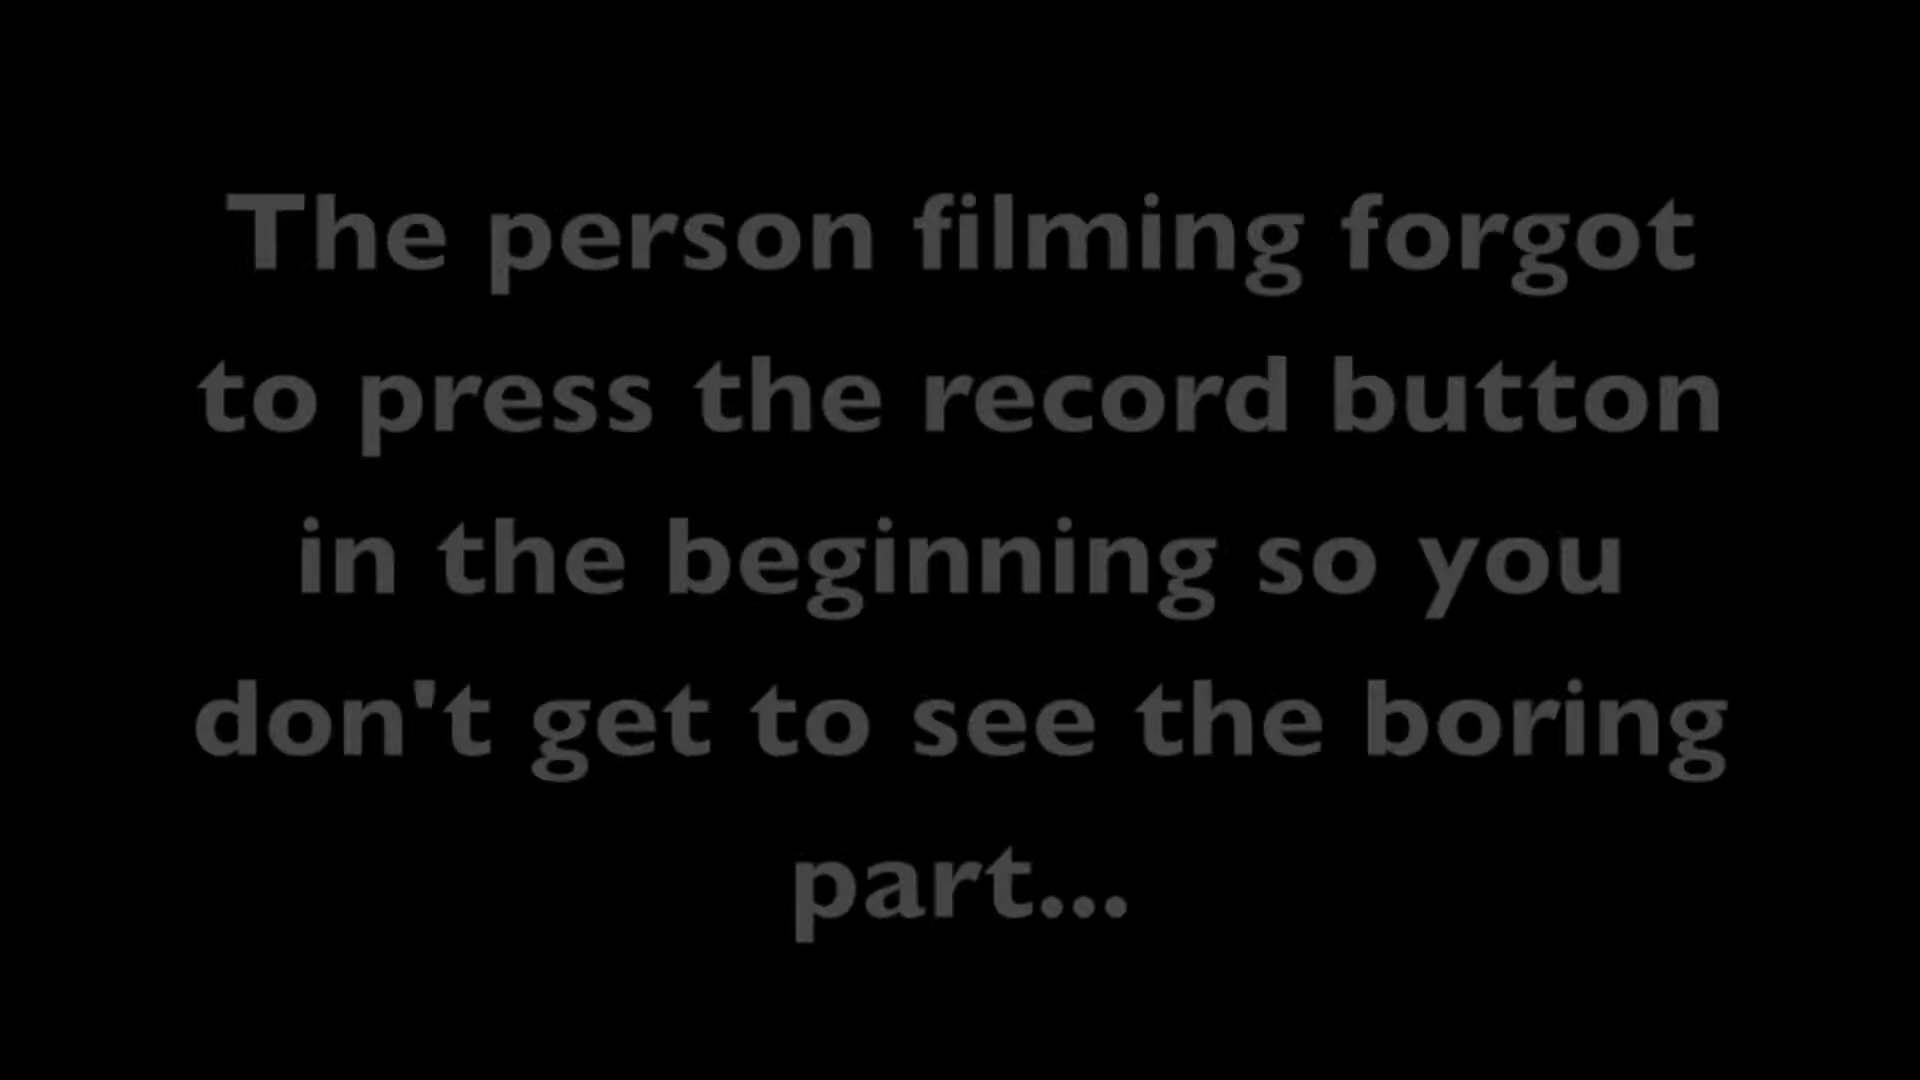 The person filming forgot
to press the record button
in the beginning so you
don't get to see the boring
part...